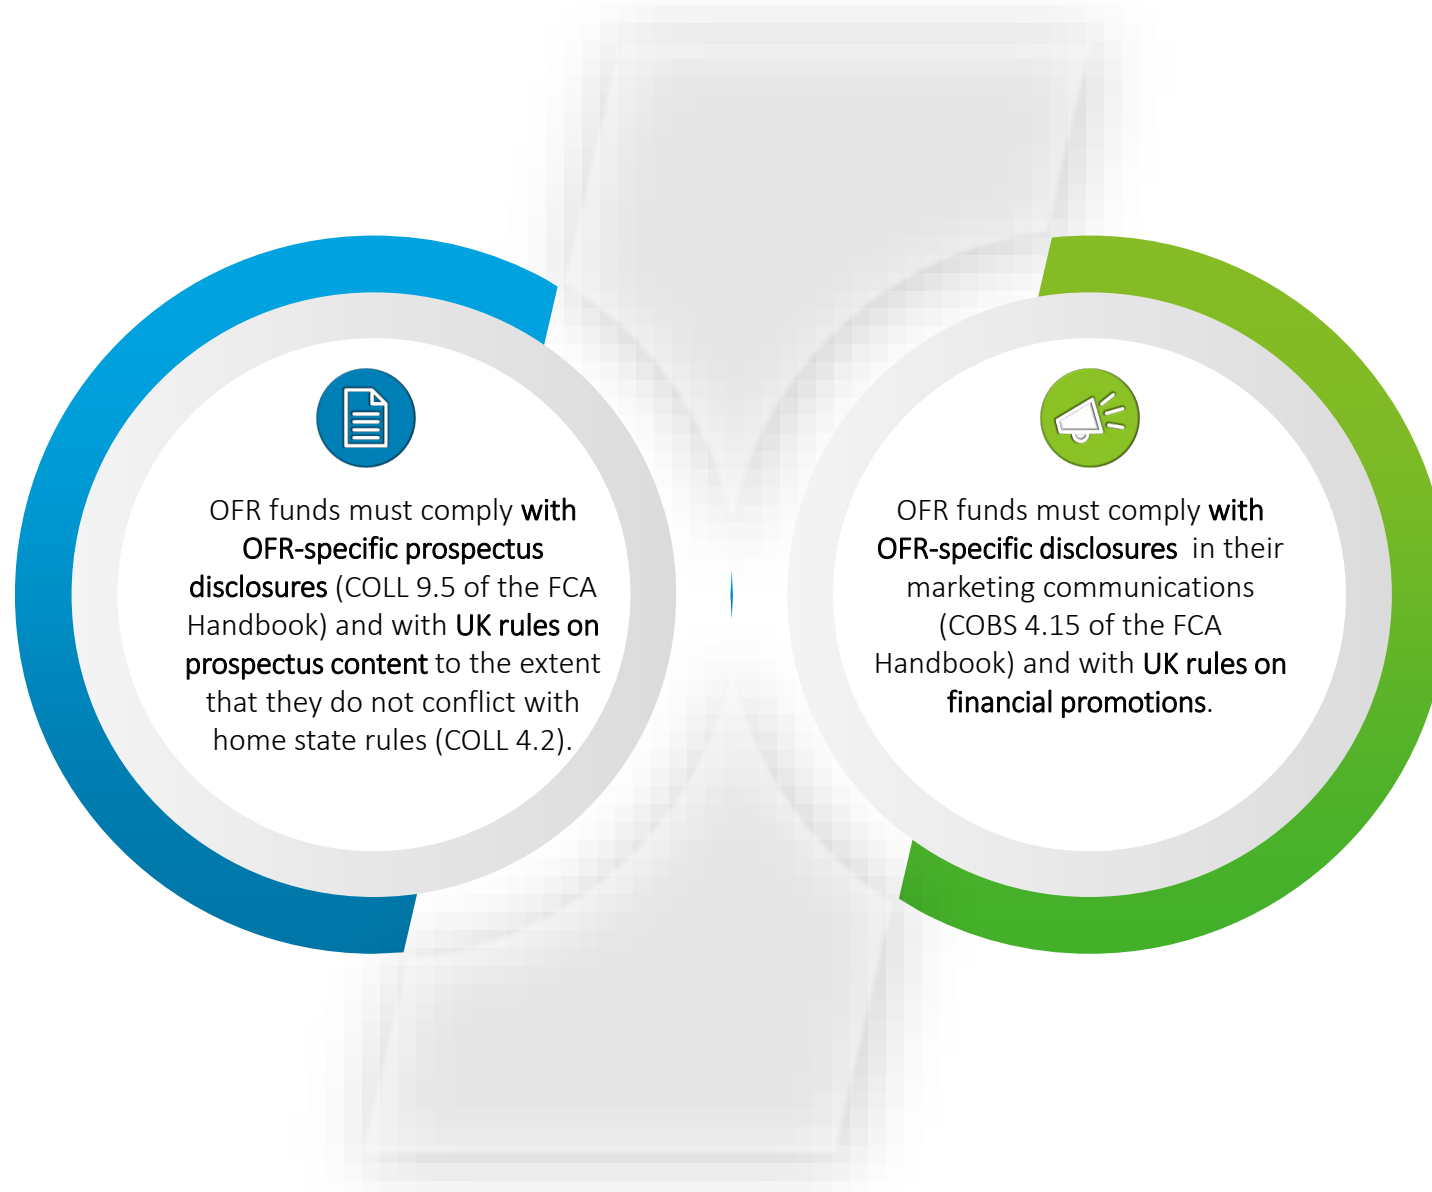 OFR funds must comply with
OFR-specific prospectus
disclosures (COLL 9.5 of the FCA
Handbook) and with UK rules on
prospectus content to the extent
that they do not conflict with
home state rules (COLL 4.2).
OFR funds must comply with
OFR-specific disclosures  in their
marketing communications
(COBS 4.15 of the FCA
Handbook) and with UK rules on
financial promotions.